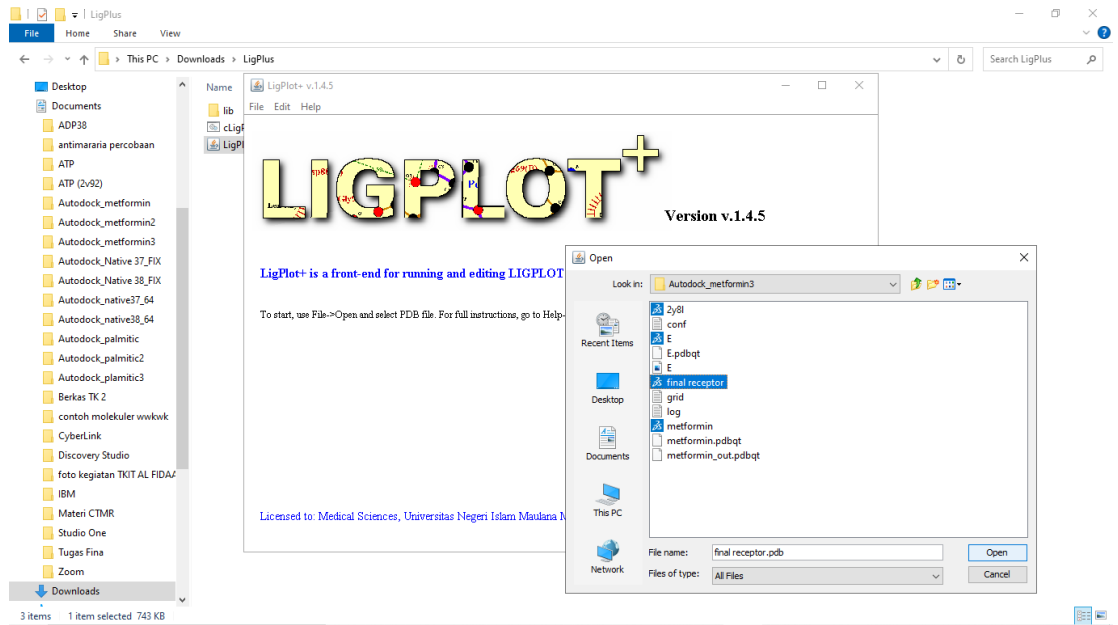 LigPlus
File Home Share View
This PC > Downloads > LigPlus
Search LigPlus
Desktop
Documents
ADP38
antimararia percobaan
ATP
ATP (2v92)
Autodock_metformin
Autodock_metformin2
Autodock_metformin3
Autodock_Native 37_FIX
Autodock_Native 38_FIX
Autodock_native37_64
Autodock_native38_64
Autodock_palmitic
Autodock_palmitic2
Autodock_plamitic3
Berkas TK 2
contoh molekuler wwkwk
CyberLink
Discovery Studio
foto kegiatan TKIT AL FIDAA
IBM
Materi CTMR
Studio One
Tugas Fina
Zoom
Downloads
3 items 1 item selected 743 KB
Name
lib
cLigP
LigPl
LigPlot+ v.1.4.5
File Edit Help
LIGPLOT+
Version v.1.4.5
LigPlot+ is a front-end for running and editing LIGPLOT
To start, use File->Open and select PDB file. For full instructions, go to Help-
Licensed to: Medical Sciences, Universitas Negeri Islam Maulana M
Open
Look in: Autodock_metformin3
Recent Items
Desktop
Documents
This PC
Network
2y8l
conf
E
E.pdbqt
E
final receptor
grid
log
metformin
metformin.pdbqt
metformin_out.pdbqt
File name: final receptor.pdb Open
Files of type: All Files Cancel